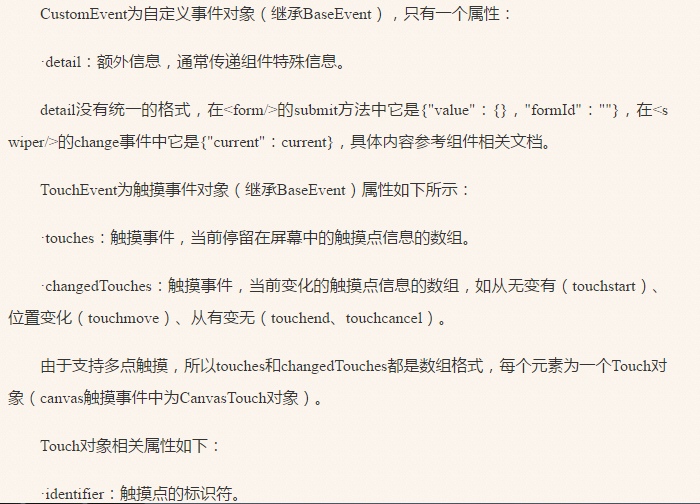 CustomEvent为自定义事件对象（继承BaseEvent），只有一个属性：
·detail：额外信息，通常传递组件特殊信息。
detail没有统一的格式，在<form/>的submit方法中它是{"value"：{}，"formId"：""}，在<s
wiper/>的change事件中它是{"current"：current}，具体内容参考组件相关文档。
TouchEvent为触摸事件对象（继承BaseEvent）属性如下所示：
·touches：触摸事件，当前停留在屏幕中的触摸点信息的数组。
·changedTouches：触摸事件，当前变化的触摸点信息的数组，如从无变有（touchstart）、
位置变化（touchmove）、从有变无（touchend、touchcancel）。
由于支持多点触摸，所以touches和changedTouches都是数组格式，每个元素为一个Touch对
象（canvas触摸事件中为CanvasTouch对象）。
Touch对象相关属性如下：
·identifier：触摸点的标识符。